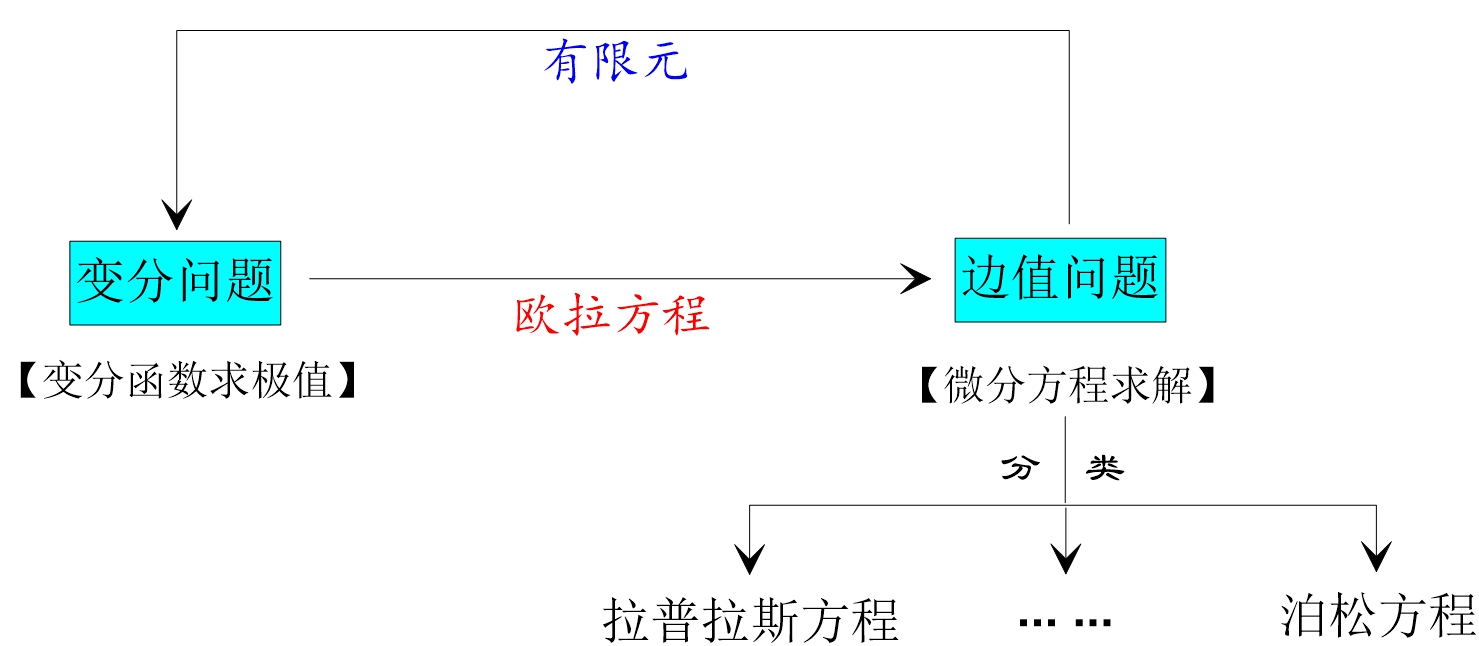 有限元
变分问题
边值问题
欧拉方程
【变分函数求极值】
【微分方程求解】
分 类
拉普拉斯方程
... ...
泊松方程